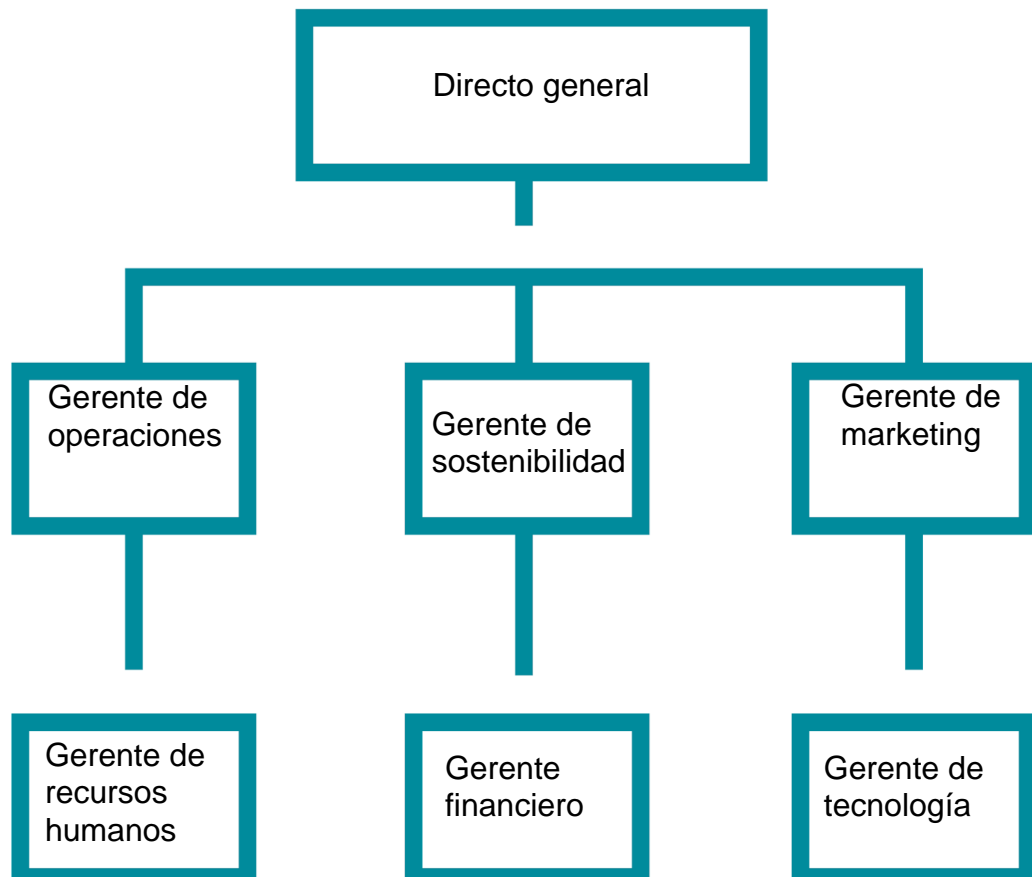 Directo general
Gerente de
operaciones
Gerente de
sostenibilidad
Gerente de
marketing
Gerente de
recursos
humanos
Gerente
financiero
Gerente de
tecnología